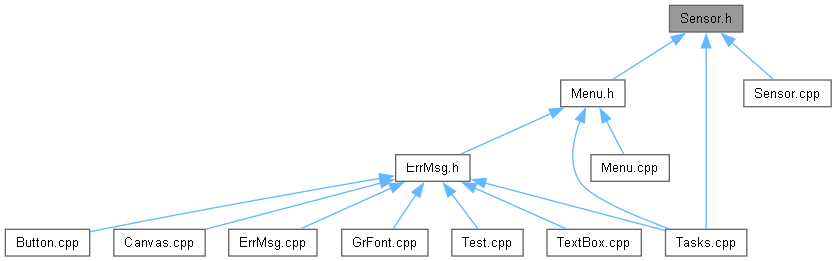 Sensor.h
Menu.h
Sensor.cpp
ErrMsg.h
Menu.cpp
Button.cpp
Canvas.cpp
ErrMsg.cpp
GrFont.cpp
Test.cpp
TextBox.cpp
Tasks.cpp